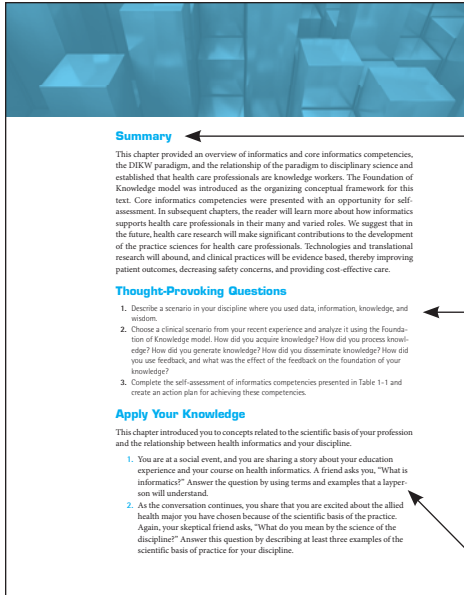 Summary
This chapter provided an overview of informatics and core informatics competencies,
the DIKW paradigm, and the relationship of the paradigm to disciplinary science and
established that health care professionals are knowledge workers. The Foundation of
Knowledge model was introduced as the organizing conceptual framework for this
text. Core informatics competencies were presented with an opportunity for self-
assessment. In subsequent chapters, the reader will learn more about how informatics
supports health care professionals in their many and varied roles. We suggest that in
the future, health care research will make significant contributions to the development
of the practice sciences for health care professionals. Technologies and translational
research will abound, and clinical practices will be evidence based, thereby improving
patient outcomes, decreasing safety concerns, and providing cost-effective care.
Thought-Provoking Questions
1. Describe a scenario in your discipline where you used data, information, knowledge, and
wisdom.
2. Choose a clinical scenario from your recent experience and analyze it using the Founda-
tion of Knowledge model. How did you acquire knowledge? How did you process knowl-
edge? How did you generate knowledge? How did you disseminate knowledge? How did
you use feedback, and what was the effect of the feedback on the foundation of your
knowledge?
3. Complete the self-assessment of informatics competencies presented in Table 1-1 and
create an action plan for achieving these competencies.
Apply Your Knowledge
This chapter introduced you to concepts related to the scientific basis of your profession
and the relationship between health informatics and your discipline.
1. You are at a social event, and you are sharing a story about your education
experience and your course on health informatics. A friend asks you, "What is
informatics?" Answer the question by using terms and examples that a layper-
son will understand.
2. As the conversation continues, you share that you are excited about the allied
health major you have chosen because of the scientific basis of the practice.
Again, your skeptical friend asks, "What do you mean by the science of the
discipline?" Answer this question by describing at least three examples of the
scientific basis of practice for your discipline.